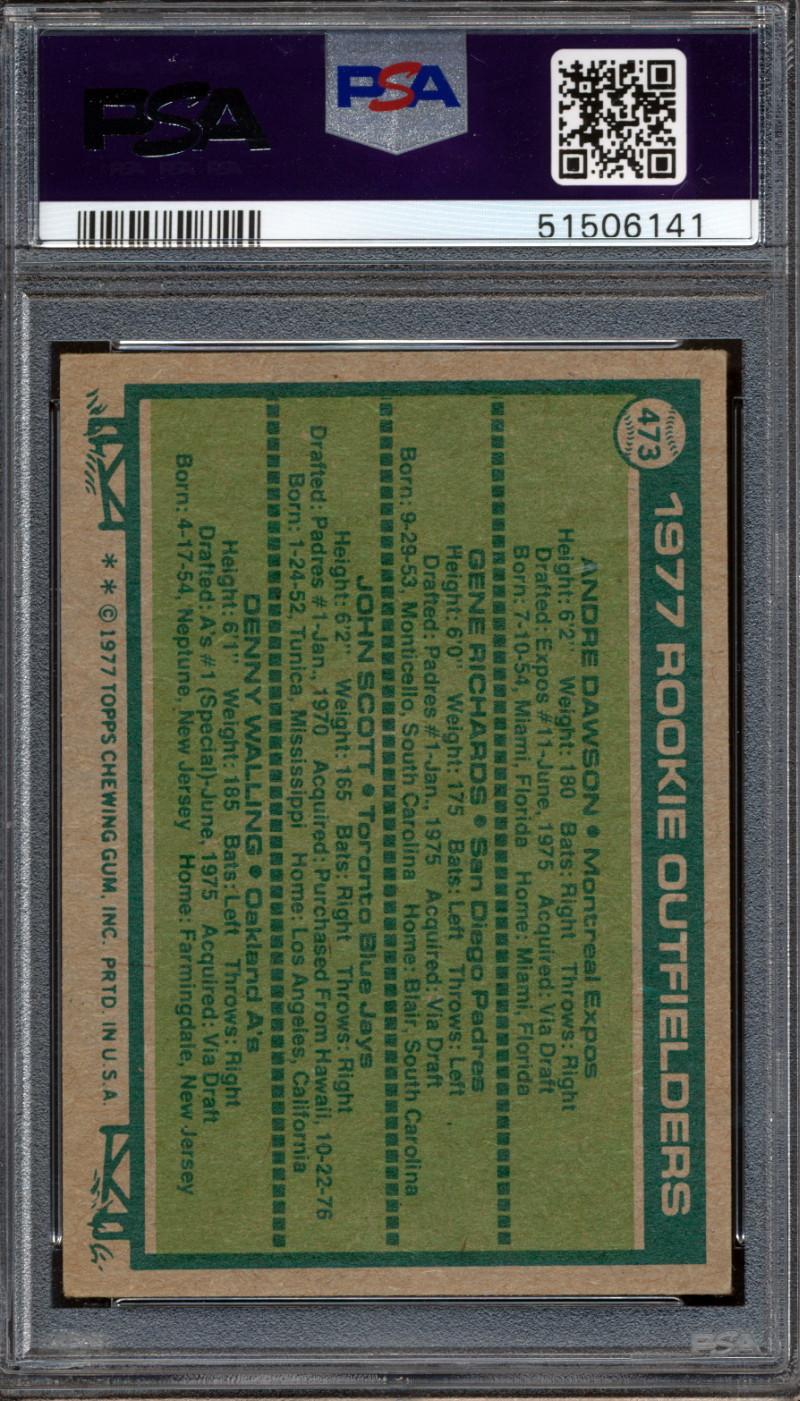 PSA
PSA
51506141
473
1977 ROOKIE OUTFIELDERS
ANDRE DAWSON • Montreal Expos
Height: 6'2" Weight: 180 Bats: Right Throws: Right
Drafted: Expos #11-June, 1975 Acquired: Via Draft
Born: 7-10-54, Miami, Florida Home: Miami, Florida
GENE RICHARDS • San Diego Padres
Height: 6'0" Weight: 175 Bats: Left Throws: Left
Drafted: Padres #1-Jan., 1975 Acquired: Via Draft
Born: 9-29-53, Monticello, South Carolina Home: Blair, South Carolina
JOHN SCOTT • Toronto Blue Jays
Height: 6'2" Weight: 165 Bats: Right Throws: Right
Drafted: Padres #1-Jan., 1970 Acquired: Purchased From Hawaii, 10-22-76
Born: 1-24-52, Tunica, Mississippi Home: Los Angeles, California
DENNY WALLING • Oakland A's
Height: 6'1" Weight: 185 Bats: Left Throws: Right
Drafted: A's #1 (Special)-June, 1975 Acquired: Via Draft
Born: 4-17-54, Neptune, New Jersey Home: Farmingdale, New Jersey
* * © 1977 TOPPS CHEWING GUM, INC. PRTD. IN U.S.A.
PSA